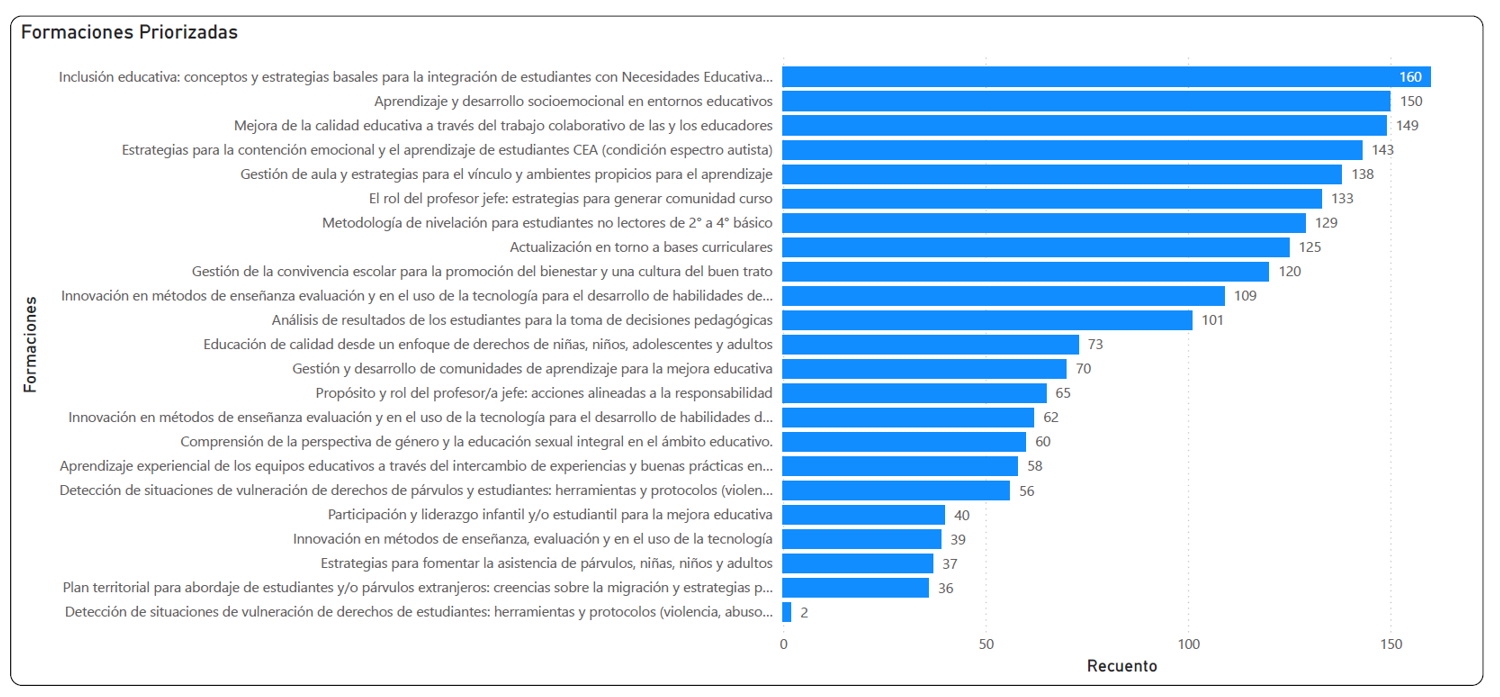 Formaciones Priorizadas
Formaciones
Inclusión educativa: conceptos y estrategias basales para la integración de estudiantes con Necesidades Educativa... 160
Aprendizaje y desarrollo socioemocional en entornos educativos 150
Mejora de la calidad educativa a través del trabajo colaborativo de las y los educadores 149
Estrategias para la contención emocional y el aprendizaje de estudiantes CEA (condición espectro autista) 143
Gestión de aula y estrategias para el vínculo y ambientes propicios para el aprendizaje 138
El rol del profesor jefe: estrategias para generar comunidad curso 133
Metodología de nivelación para estudiantes no lectores de 2° a 4° básico 129
Actualización en torno a bases curriculares 125
Gestión de la convivencia escolar para la promoción del bienestar y una cultura del buen trato 120
Innovación en métodos de enseñanza evaluación y en el uso de la tecnología para el desarrollo de habilidades de... 109
Análisis de resultados de los estudiantes para la toma de decisiones pedagógicas 101
Educación de calidad desde un enfoque de derechos de niñas, niños, adolescentes y adultos 73
Gestión y desarrollo de comunidades de aprendizaje para la mejora educativa 70
Propósito y rol del profesor/a jefe: acciones alineadas a la responsabilidad 65
Innovación en métodos de enseñanza evaluación y en el uso de la tecnología para el desarrollo de habilidades d... 62
Comprensión de la perspectiva de género y la educación sexual integral en el ámbito educativo. 60
Aprendizaje experiencial de los equipos educativos a través del intercambio de experiencias y buenas prácticas en... 58
Detección de situaciones de vulneración de derechos de párvulos y estudiantes: herramientas y protocolos (violen... 56
Participación y liderazgo infantil y/o estudiantil para la mejora educativa 40
Innovación en métodos de enseñanza, evaluación y en el uso de la tecnología 39
Estrategias para fomentar la asistencia de párvulos, niñas, niños y adultos 37
Plan territorial para abordaje de estudiantes y/o párvulos extranjeros: creencias sobre la migración y estrategias p... 36
Detección de situaciones de vulneración de derechos de estudiantes: herramientas y protocolos (violencia, abuso... 2
0 50 100 150
Recuento